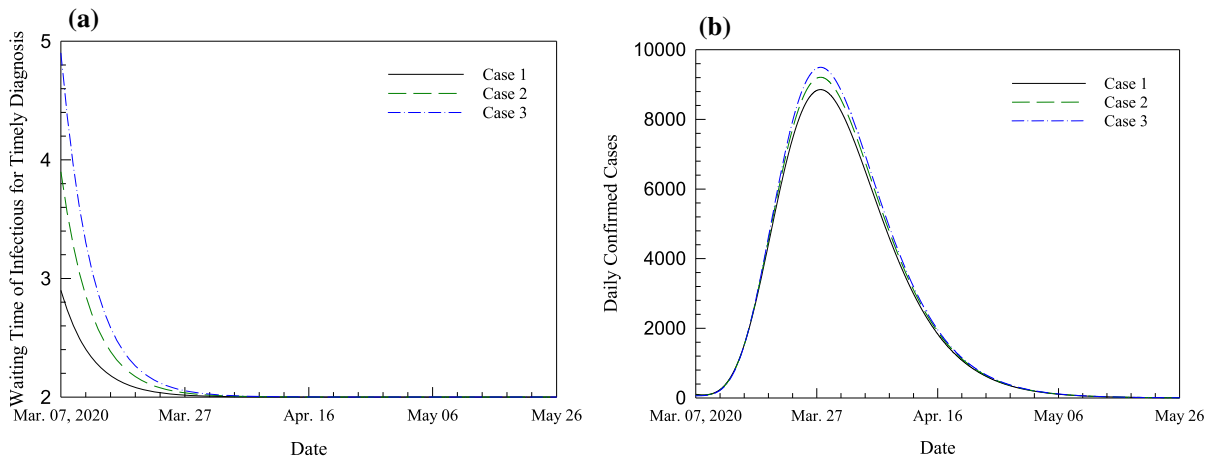 (a)
Waiting Time of Infectious for Timely Diagnosis
5
4
3
2
Case 1
Case 2
Case 3
Mar. 07, 2020 Mar. 27 Apr. 16 May 06 May 26
Date
(b)
Daily Confirmed Cases
10000
8000
6000
4000
2000
0
Case 1
Case 2
Case 3
Mar. 07, 2020 Mar. 27 Apr. 16 May 06 May 26
Date